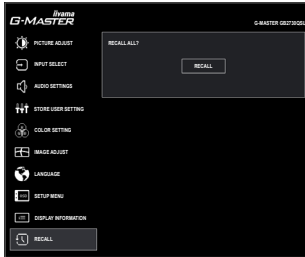 iiyama
G-MASTER
G-MASTER GB2730QSU
PICTURE ADJUST
INPUT SELECT
AUDIO SETTINGS
STORE USER SETTING
COLOR SETTING
IMAGE ADJUST
LANGUAGE
SETUP MENU
DISPLAY INFORMATION
RECALL
RECALL ALL?
RECALL